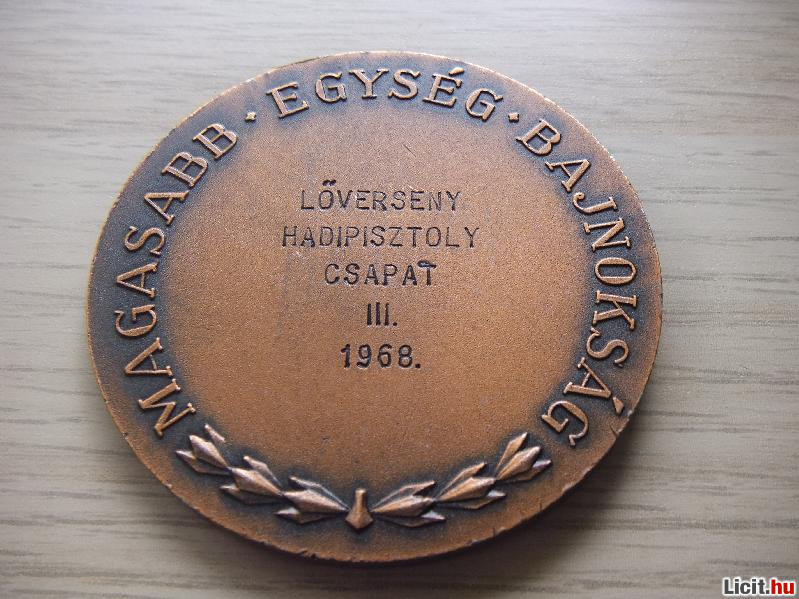 MAGASABB · EGYSÉG · BAJNOKSÁG
LŐVERSENY
HADIPISZTOLY
CSAPAT
III.
1968.
Licit.hu